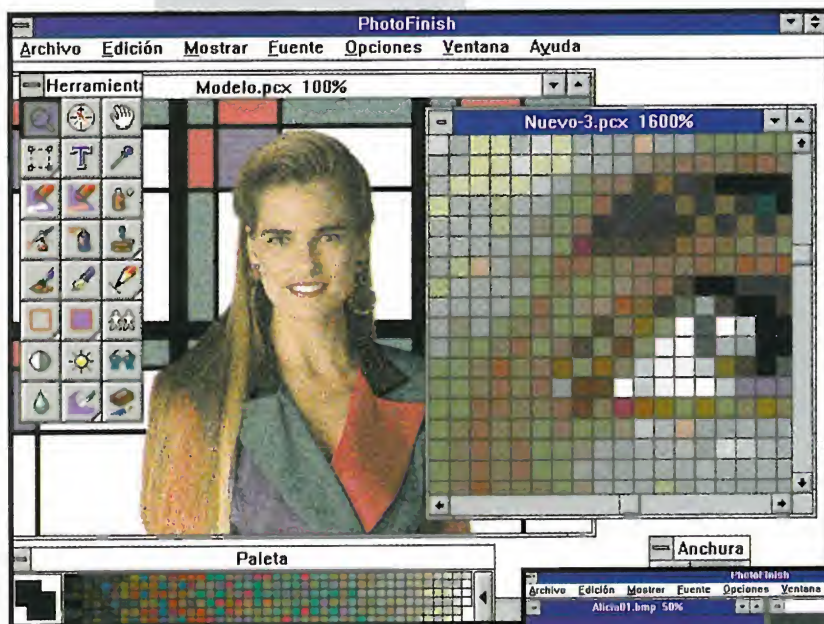 PhotoFinish
Archivo Edición Mostrar Fuente Opciones Ventana Ayuda
Herramient
Modelo.pcx 100%
Nuevo-3.pcx 1600%
T
Paleta
Anchura
PhotoFinish
Archivo Edición Mostrar Fuente Opciones Ventana
Alicia01.bmp 50%